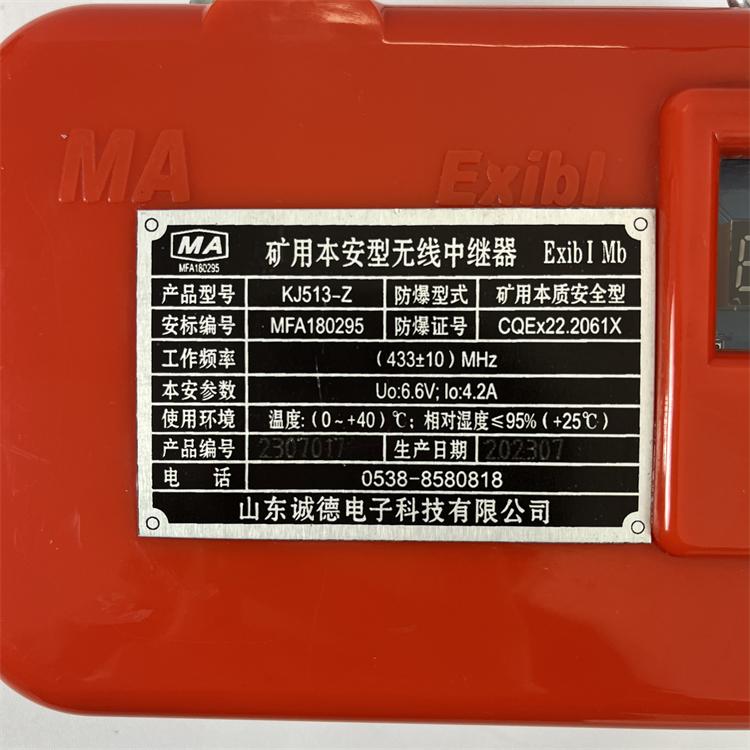 MA ExibI
MA 矿用本安型无线中继器 Exib I Mb
MFA180295
产品型号 KJ513-Z 防爆型式 矿用本质安全型
安标编号 MFA180295 防爆证号 CQEx22.2061X
工作频率 (433±10)MHz
本安参数 Uo:6.6V; Io:4.2A
使用环境 温度:(0~+40)℃; 相对湿度≤95%(+25℃)
产品编号 2307017 生产日期 202307
电 话 0538-8580818
山东诚德电子科技有限公司